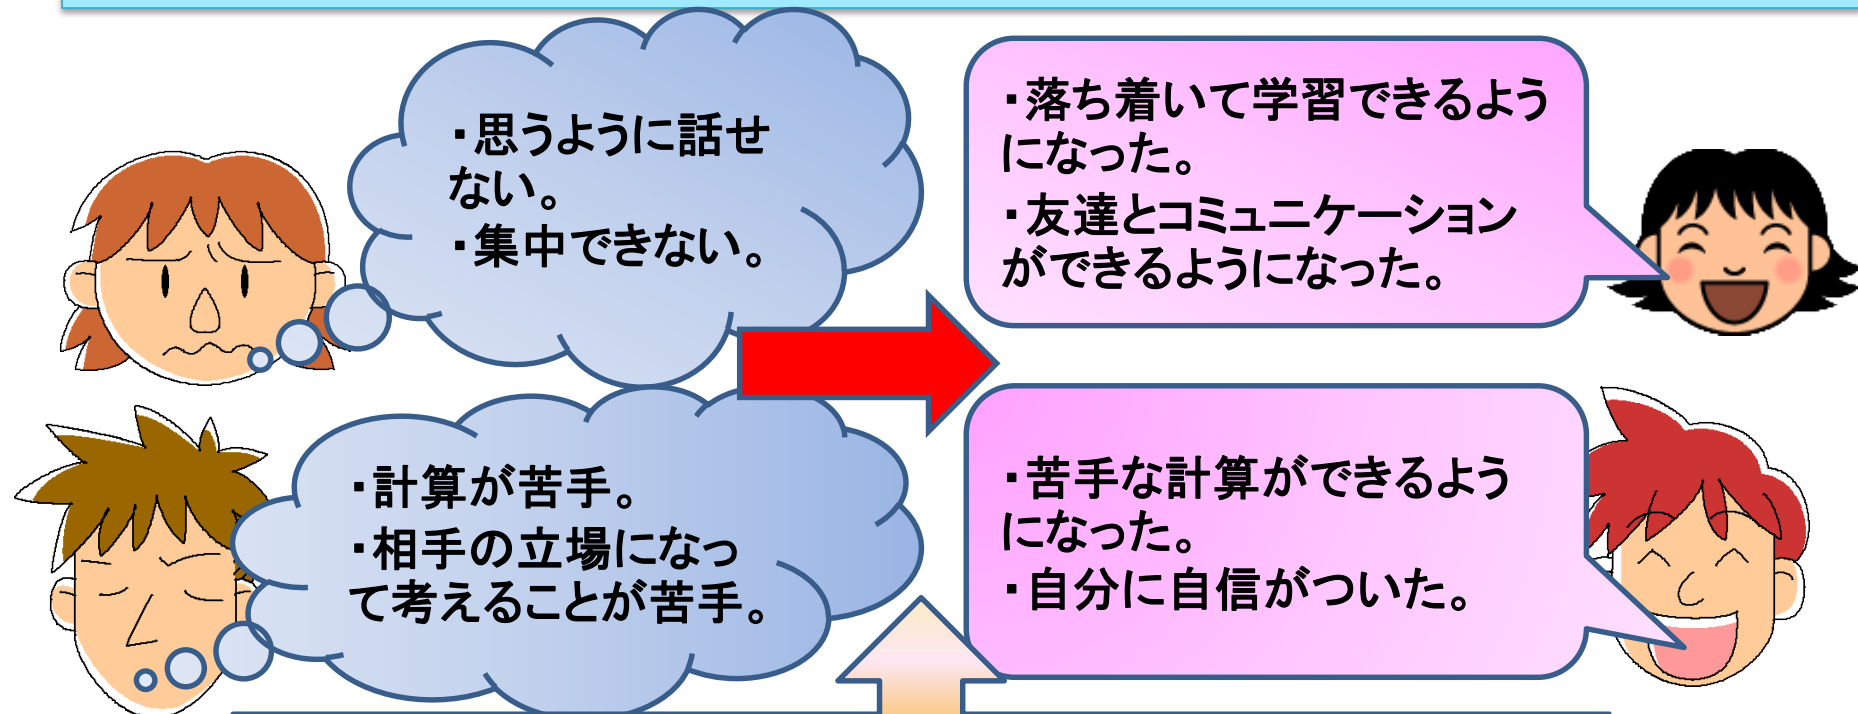 ・思うように話せ
ない。
・集中できない。
・落ち着いて学習できるよう
になった。
・友達とコミュニケーション
ができるようになった。
・計算が苦手。
・相手の立場になっ
て考えることが苦手。
・苦手な計算ができるよう
になった。
・自分に自信がついた。